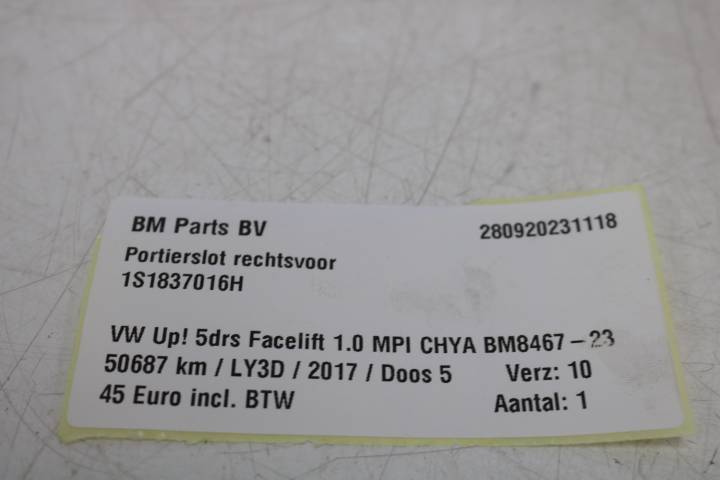 BM Parts BV 280920231118
Portierslot rechtsvoor
1S1837016H
VW Up! 5drs Facelift 1.0 MPI CHYA BM8467-23
50687 km / LY3D / 2017 / Doos 5 Verz: 10
45 Euro incl. BTW Aantal: 1